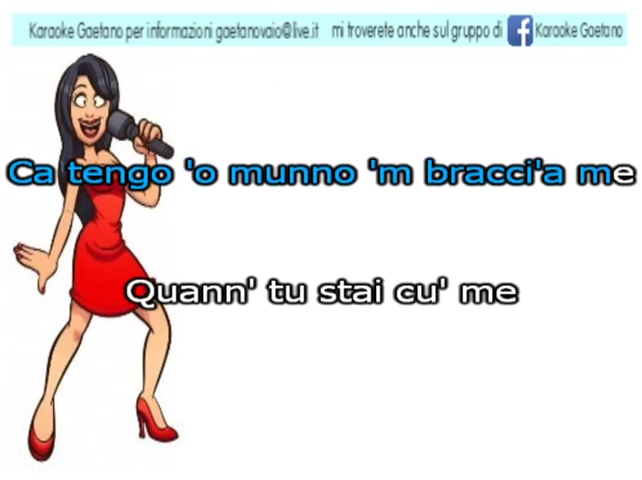 Karaoke Gaetano per informazioni gaetanovaio@live.it mi troverete anche sul gruppo di f Karaoke Gaetano
Ca tengo 'o munno 'm bracci'a me
Quann' tu stai cu' me